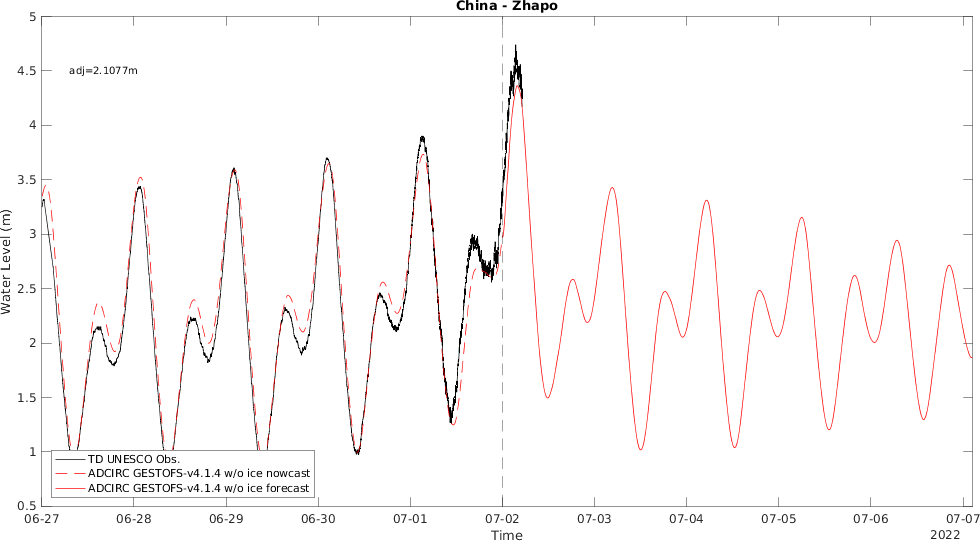 China - Zhapo
5
4.5
4
3.5
3
2.5
2
1.5
1
0.5
Water Level (m)
adj=2.1077m
TD UNESCO Obs.
ADCIRC GESTOFS-v4.1.4 w/o ice nowcast
ADCIRC GESTOFS-v4.1.4 w/o ice forecast
06-27 06-28 06-29 06-30 07-01 07-02 07-03 07-04 07-05 07-06 07-07
Time
2022